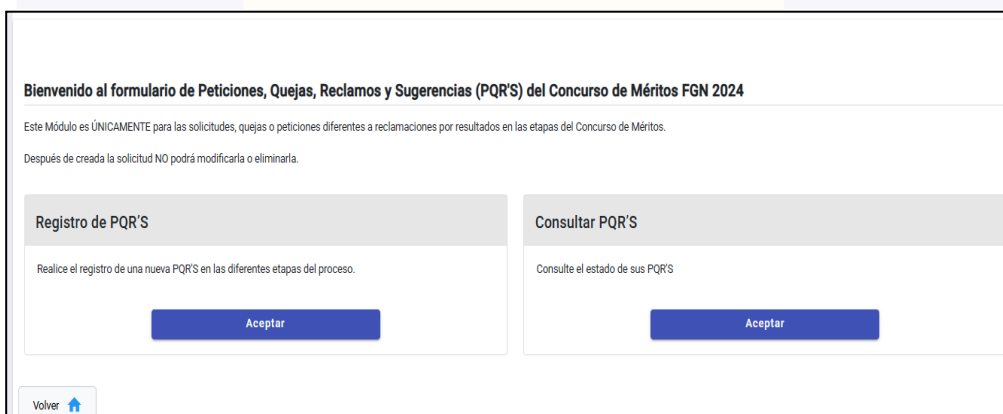 Bienvenido al formulario de Peticiones, Quejas, Reclamos y Sugerencias (PQR'S) del Concurso de Méritos FGN 2024
Este Módulo es ÚNICAMENTE para las solicitudes, quejas o peticiones diferentes a reclamaciones por resultados en las etapas del Concurso de Méritos.
Después de creada la solicitud NO podrá modificarla o eliminarla.
Registro de PQR'S
Realice el registro de una nueva PQR'S en las diferentes etapas del proceso.
Aceptar
Consultar PQR'S
Consulte el estado de sus PQR'S
Aceptar
Volver